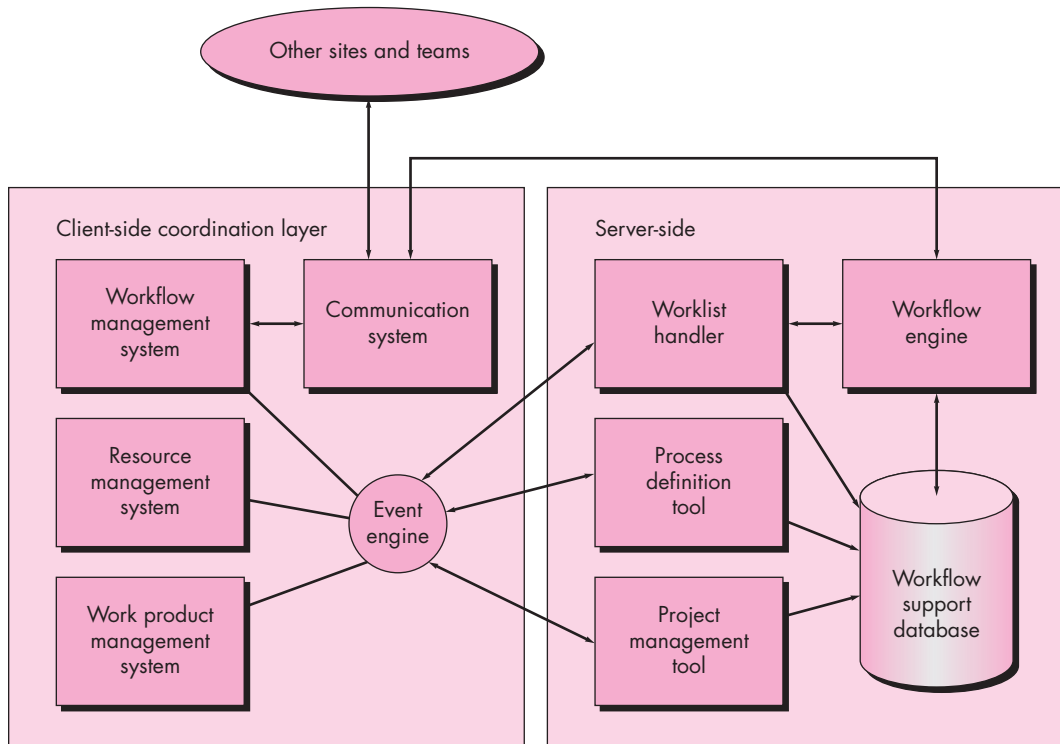 Other sites and teams
Client-side coordination layer
Workflow
management
system
Communication
system
Resource
management
system
Event
engine
Work product
management
system
Server-side
Worklist
handler
Workflow
engine
Process
definition
tool
Project
management
tool
Workflow
support
database